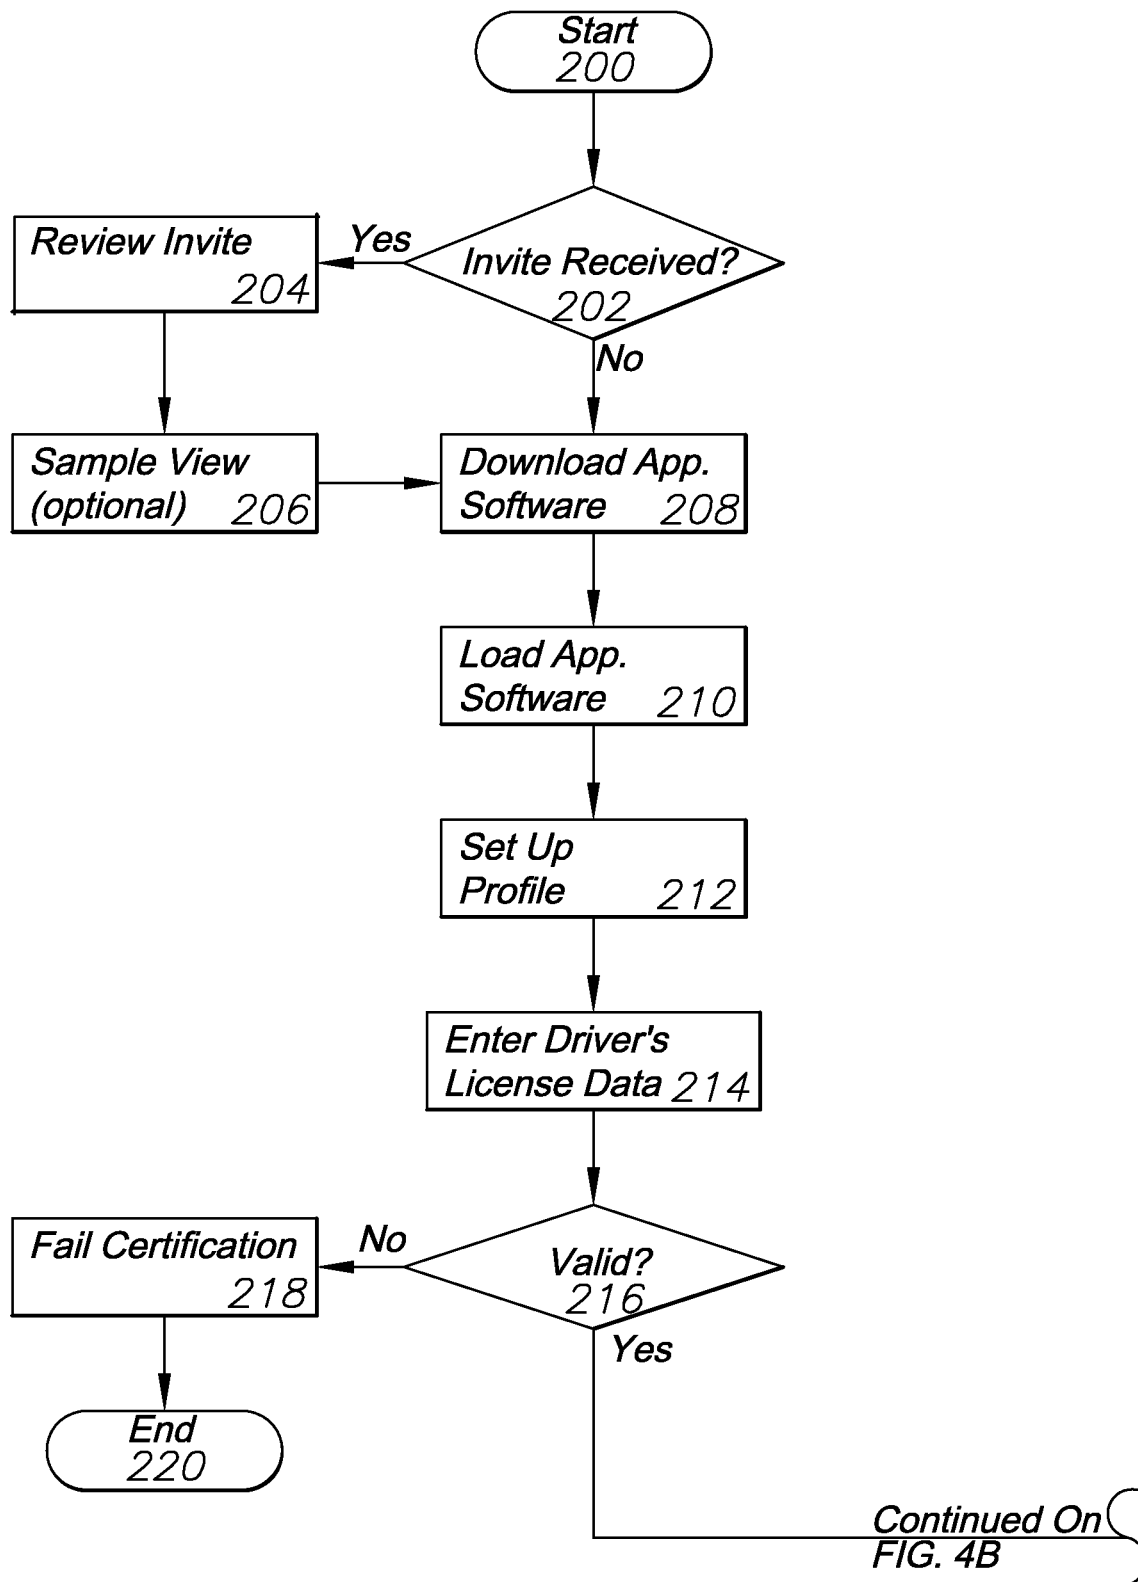 Start
200
Invite Received?
202
Yes
No
Review Invite
204
Sample View
(optional) 206
Download App.
Software 208
Load App.
Software 210
Set Up
Profile 212
Enter Driver's
License Data 214
Valid?
216
No
Yes
Fail Certification
218
End
220
Continued On
FIG. 4B